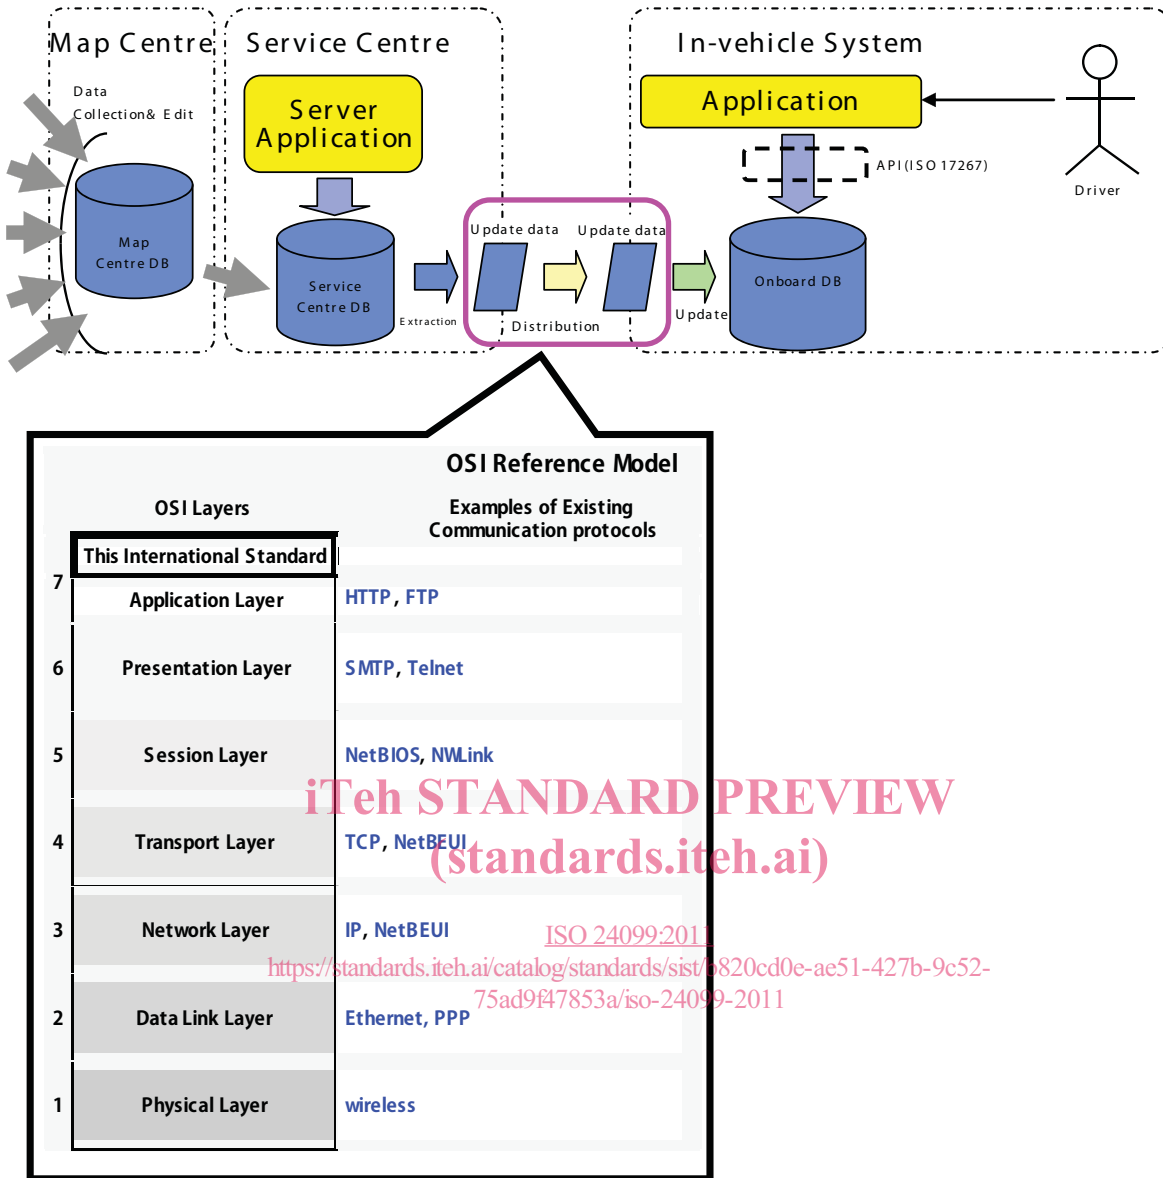 Map Centre
Service Centre
In-vehicle System
Data
Collection& Edit
Server
Application
Application
API(ISO 17267)
Driver
Map
Centre DB
Service
Centre DB
Extraction
Update data
Update data
Distribution
Update
Onboard DB
OSI Reference Model
OSI Layers
Examples of Existing
Communication protocols
This International Standard
7
Application Layer
HTTP, FTP
6
Presentation Layer
SMTP, Telnet
5
Session Layer
NetBIOS, NWLink
iTeh STANDARD PREVIEW
4
Transport Layer
TCP, NetBEUI
(standards.iteh.ai)
3
Network Layer
IP, NetBEUI
ISO 24099:2011
https://standards.iteh.ai/catalog/standards/sist/b820cd0e-ae51-427b-9c52-
75ad9f47853a/iso-24099-2011
2
Data Link Layer
Ethernet, PPP
1
Physical Layer
wireless